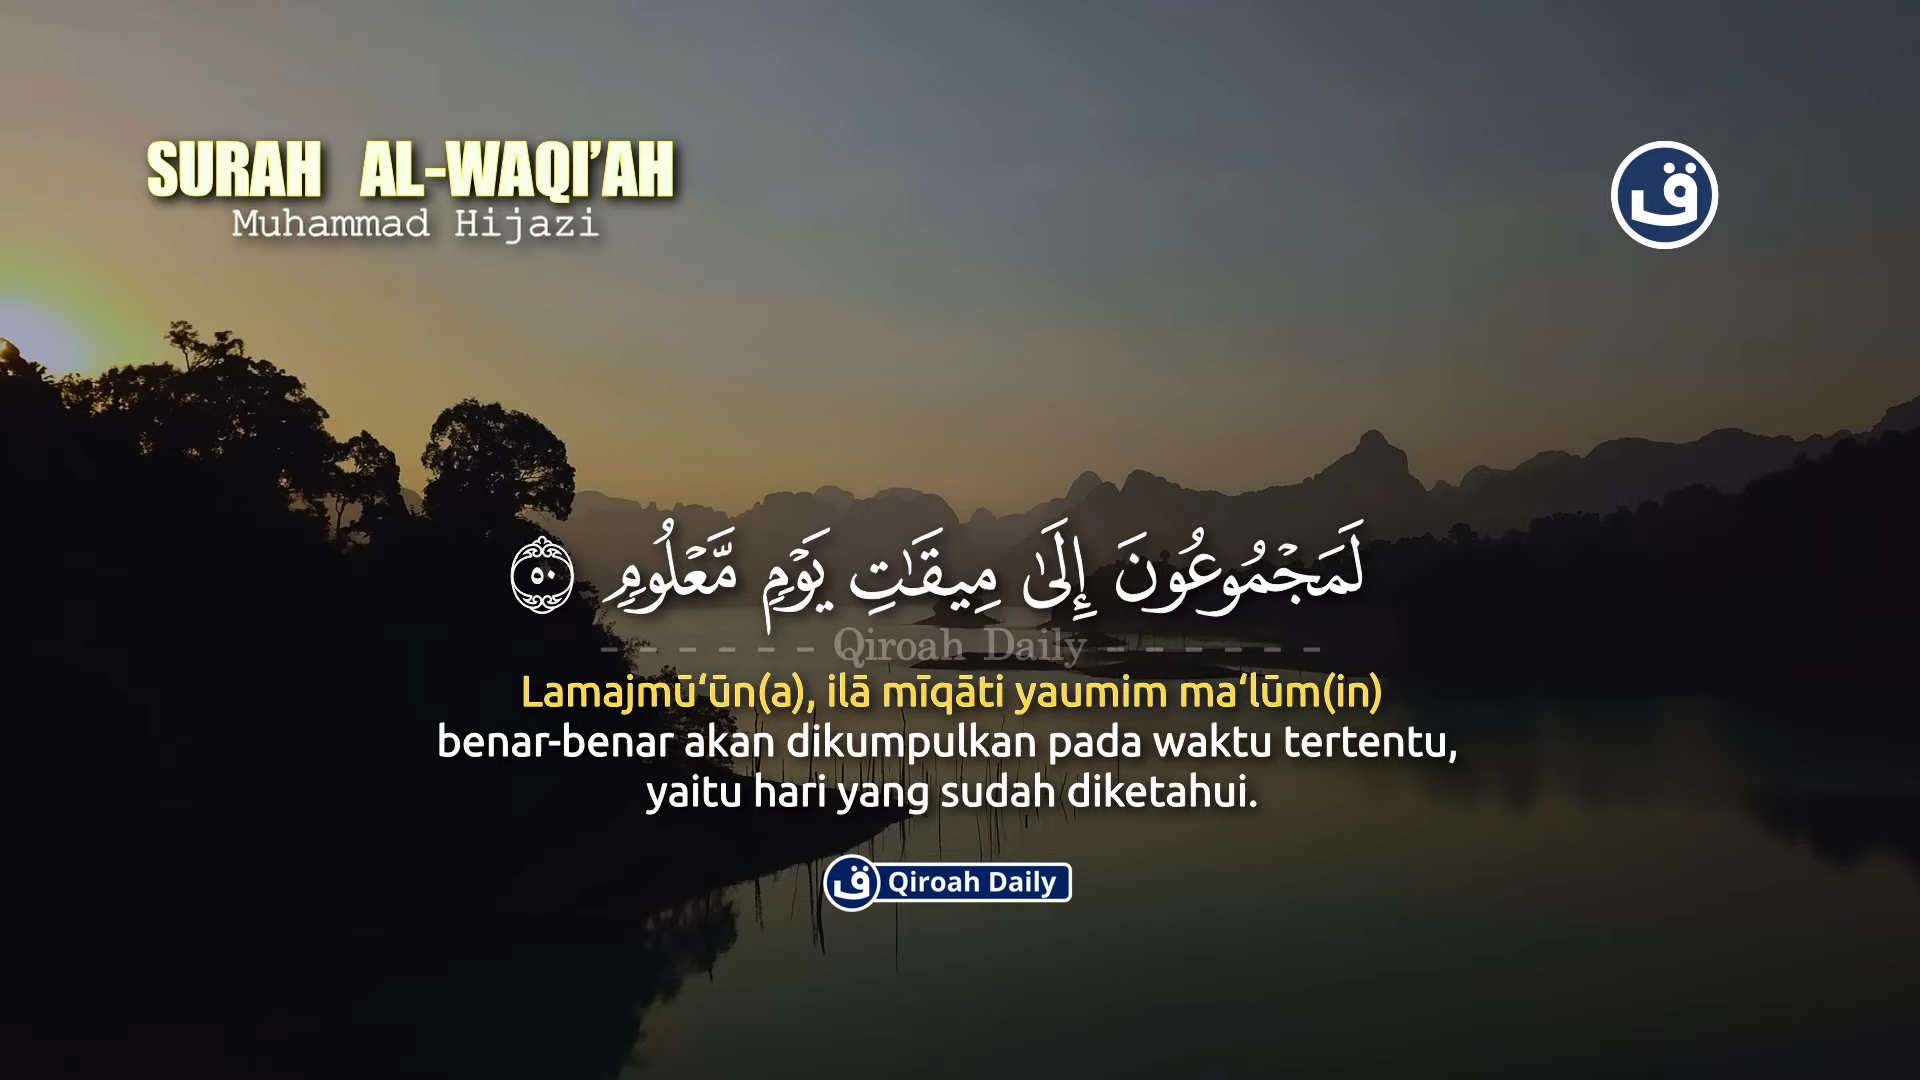 SURAH AL-WAQI'AH
Muhammad Hijazi
ق
لَمَجْمُوعُونَ إِلَىٰ مِيقَـٰتِ يَوْمٍ مَّعْلُومٍ ٥٠
- - - - - - Qiroah Daily - - - - - -
Lamajmū‘ūn(a), ilā mīqāti yaumim ma‘lūm(in)
benar-benar akan dikumpulkan pada waktu tertentu,
yaitu hari yang sudah diketahui.
ق Qiroah Daily